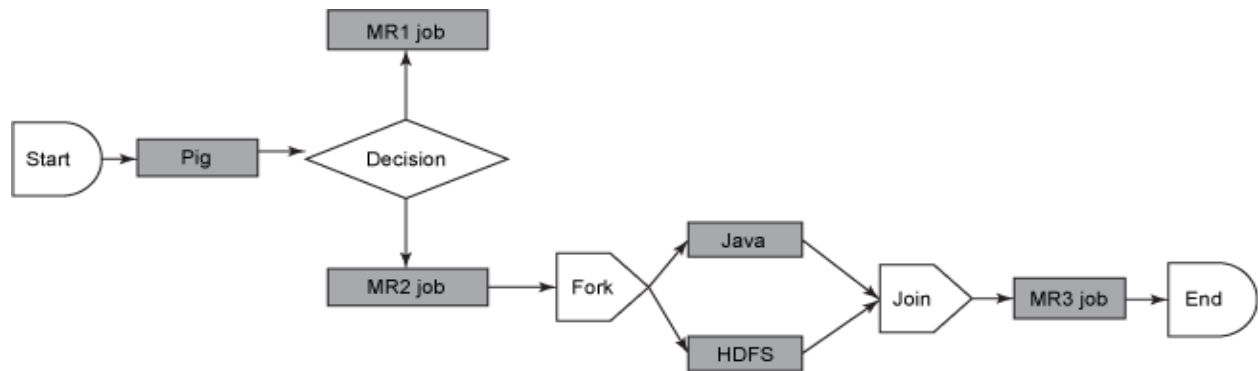 MR1 job
Start
Pig
Decision
MR2 job
Fork
Java
HDFS
Join
MR3 job
End